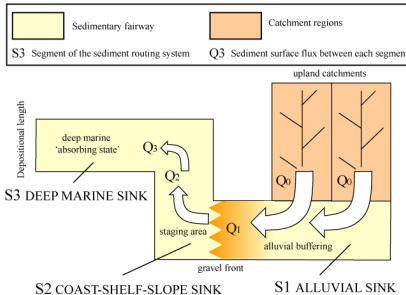 Sedimentary fairway
Catchment regions
S3 Segment of the sediment routing system
Q3 Sediment surface flux between each segment
upland catchments
Depositional length
deep marine
'absorbing state'
Q3
Q2
Q0
Q0
S3 DEEP MARINE SINK
staging area
Q1
alluvial buffering
gravel front
S2 COAST-SHELF-SLOPE SINK
S1 ALLUVIAL SINK